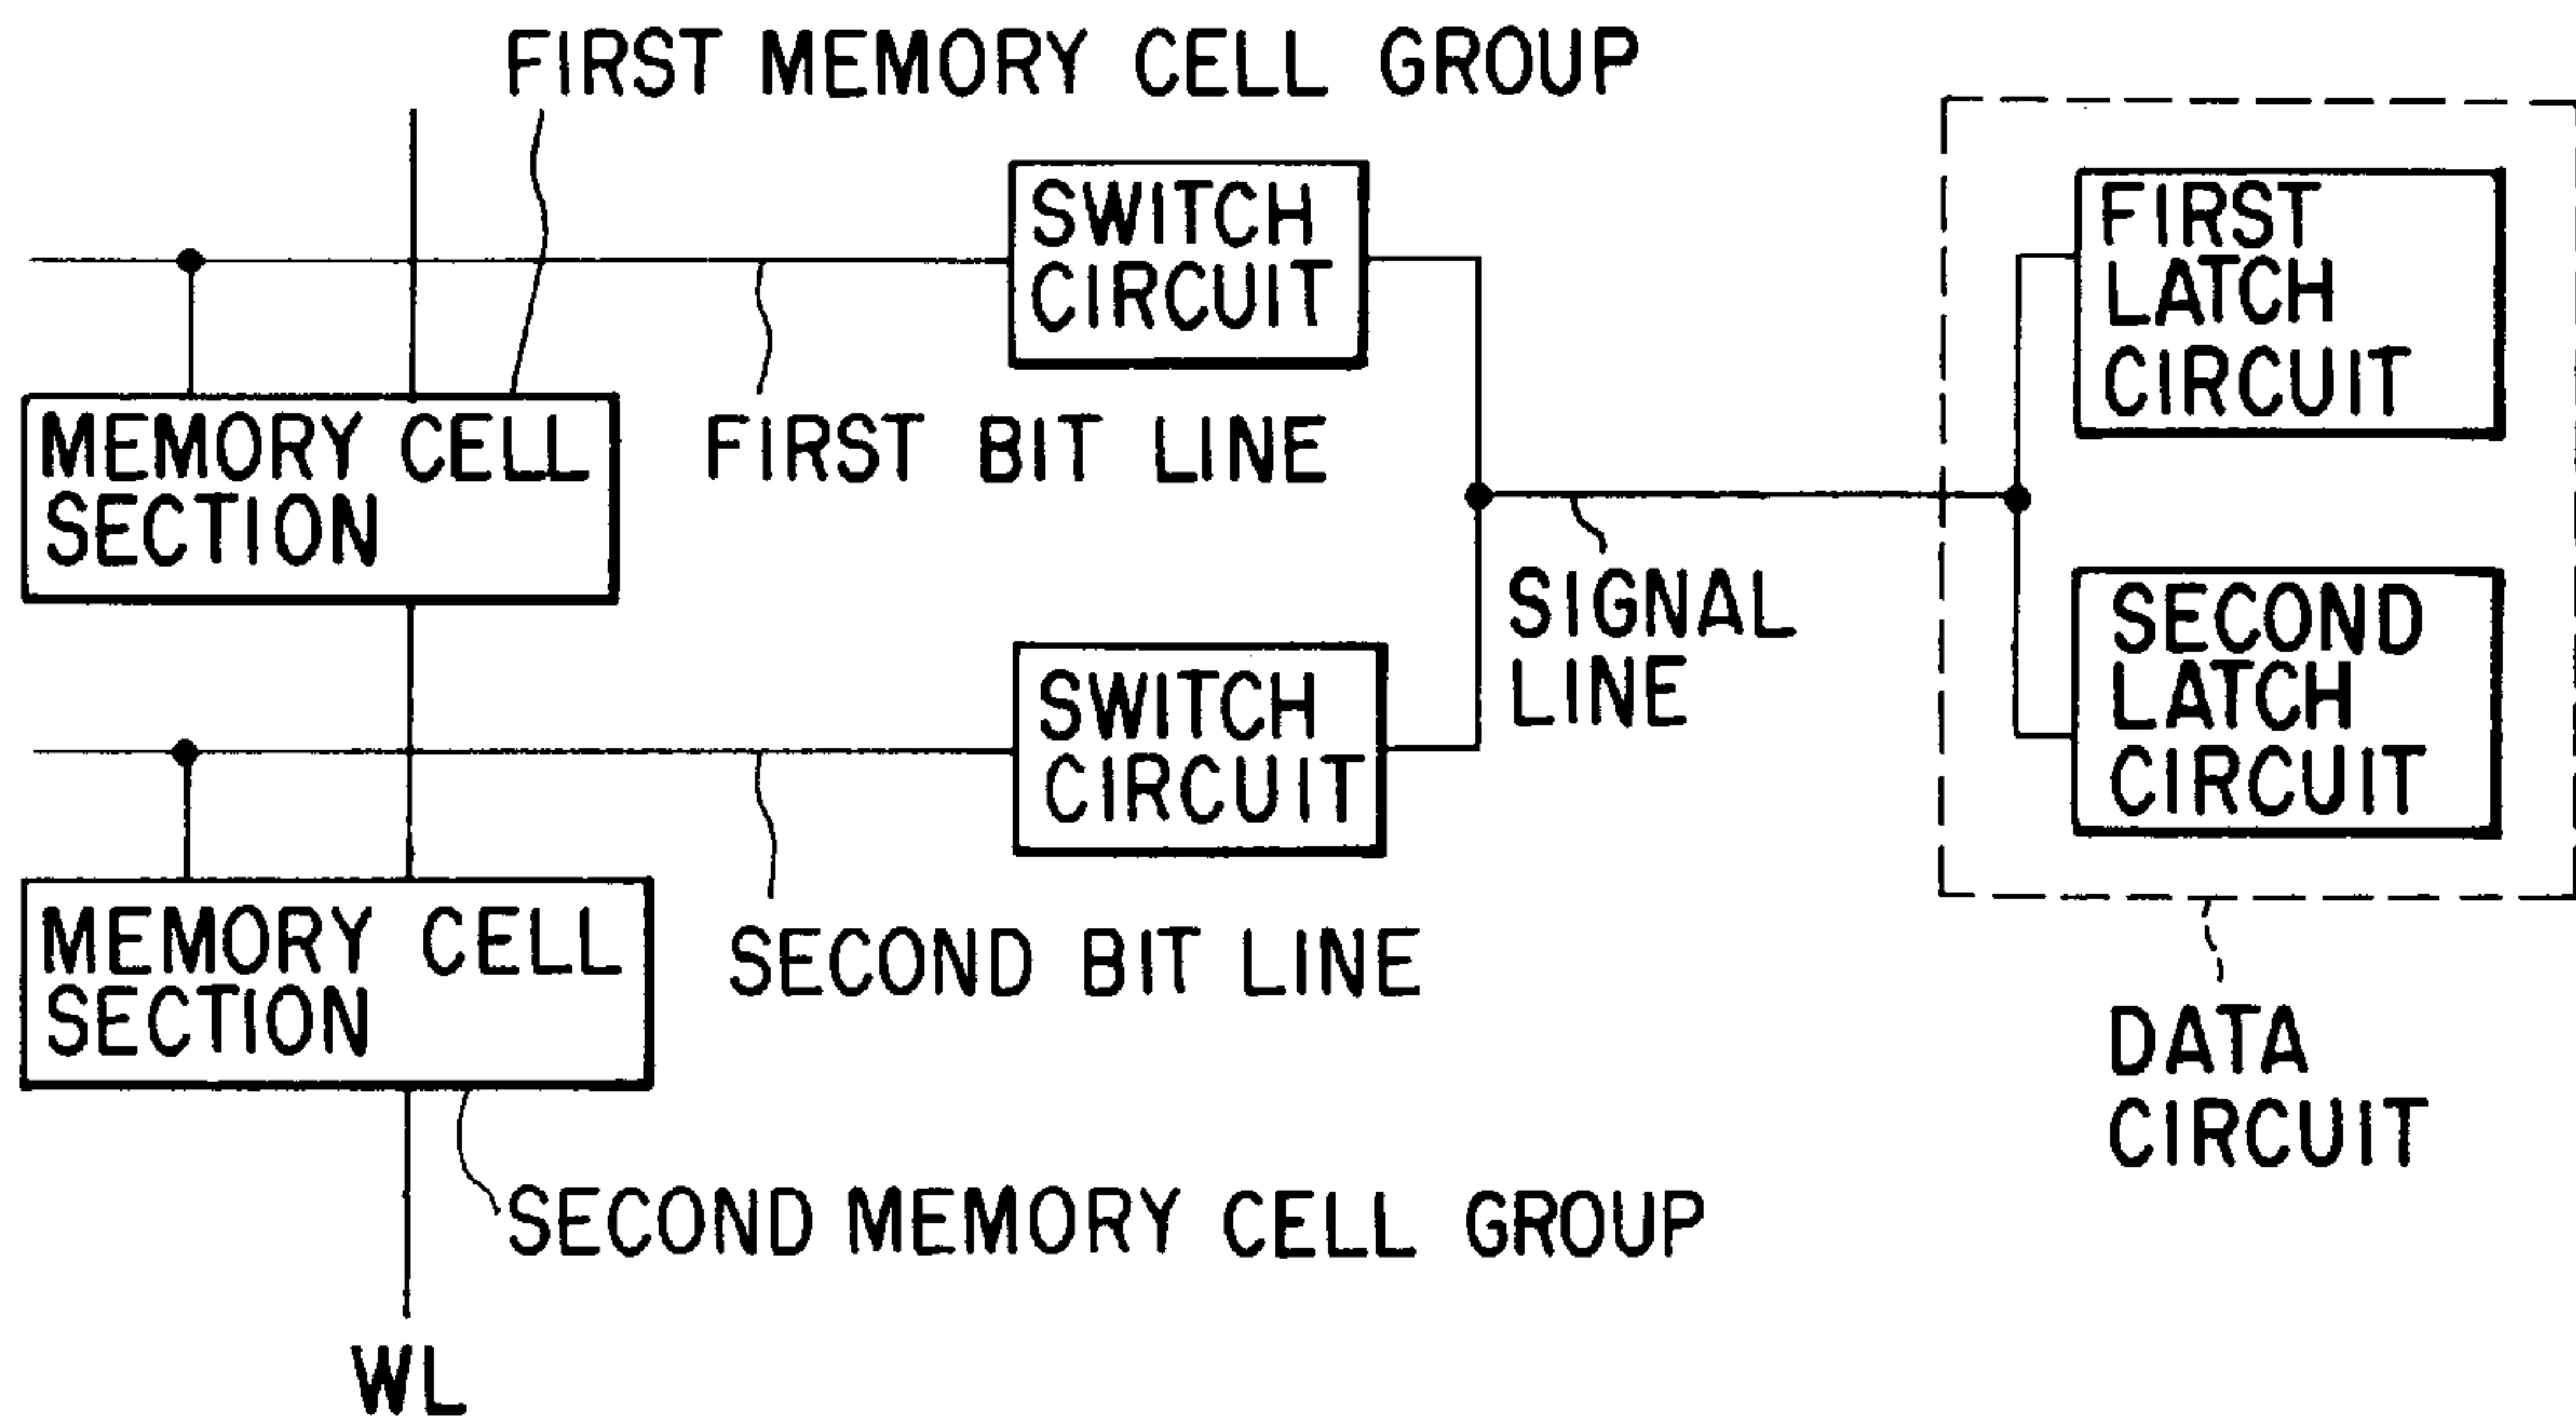 FIRST MEMORY CELL GROUP
SWITCH
CIRCUIT
FIRST
LATCH
CIRCUIT
MEMORY CELL
SECTION
FIRST BIT LINE
SIGNAL
LINE
SWITCH
CIRCUIT
SECOND
LATCH
CIRCUIT
MEMORY CELL
SECTION
SECOND BIT LINE
DATA
CIRCUIT
SECOND MEMORY CELL GROUP
WL